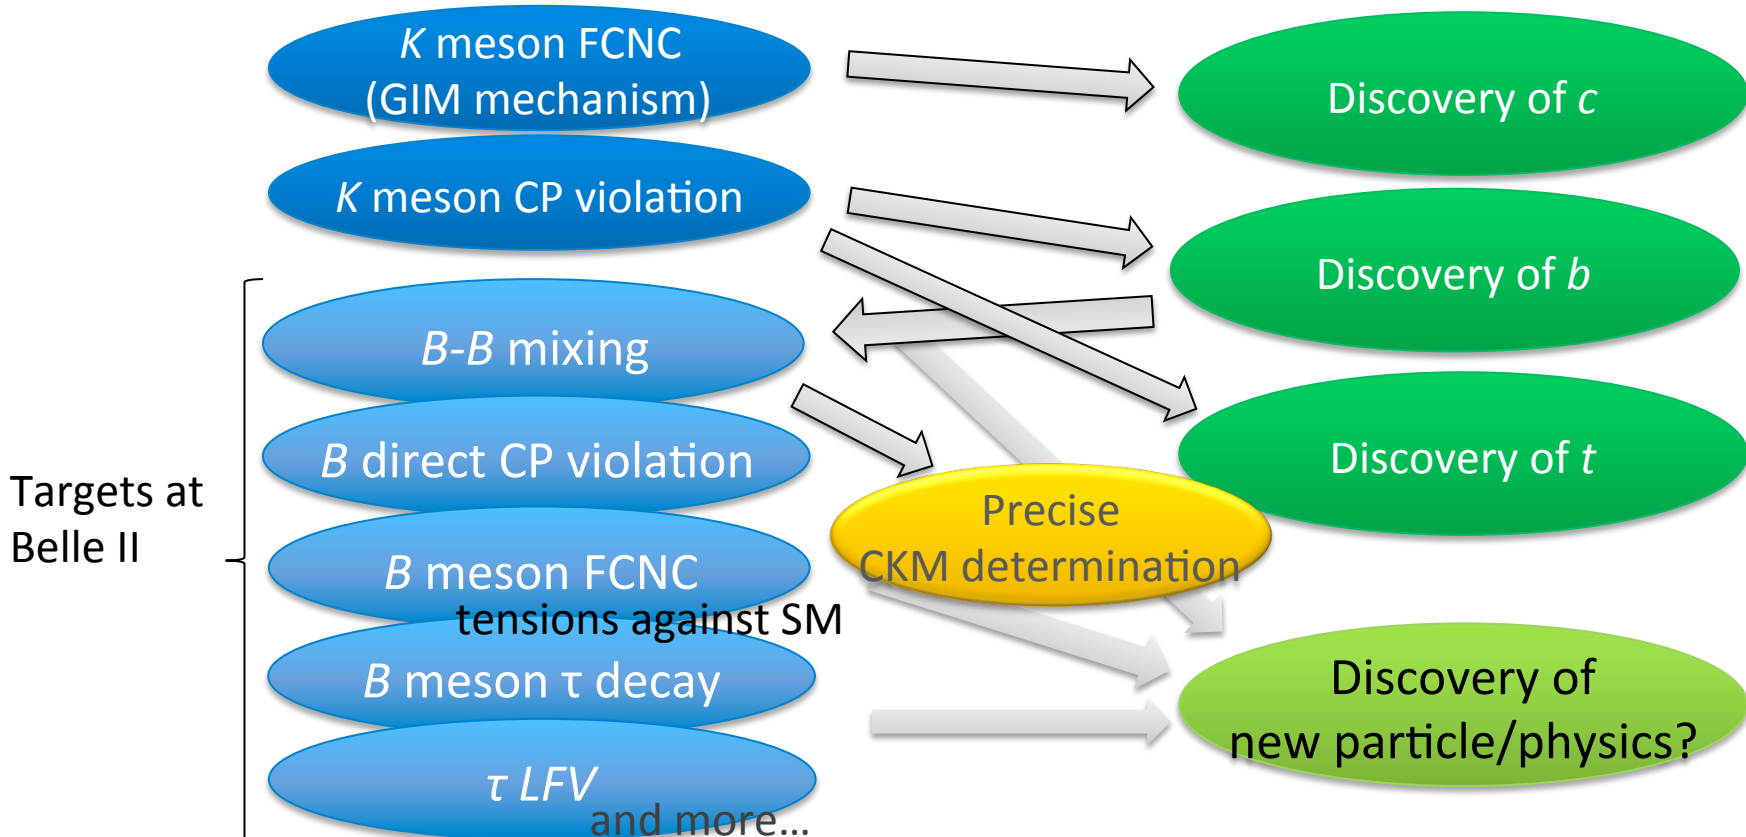 K meson FCNC
(GIM mechanism)
K meson CP violation
B-B mixing
B direct CP violation
B meson FCNC
tensions against SM
B meson τ decay
τ LFV
and more...
Targets at
Belle II
Precise
CKM determination
Discovery of c
Discovery of b
Discovery of t
Discovery of
new particle/physics?